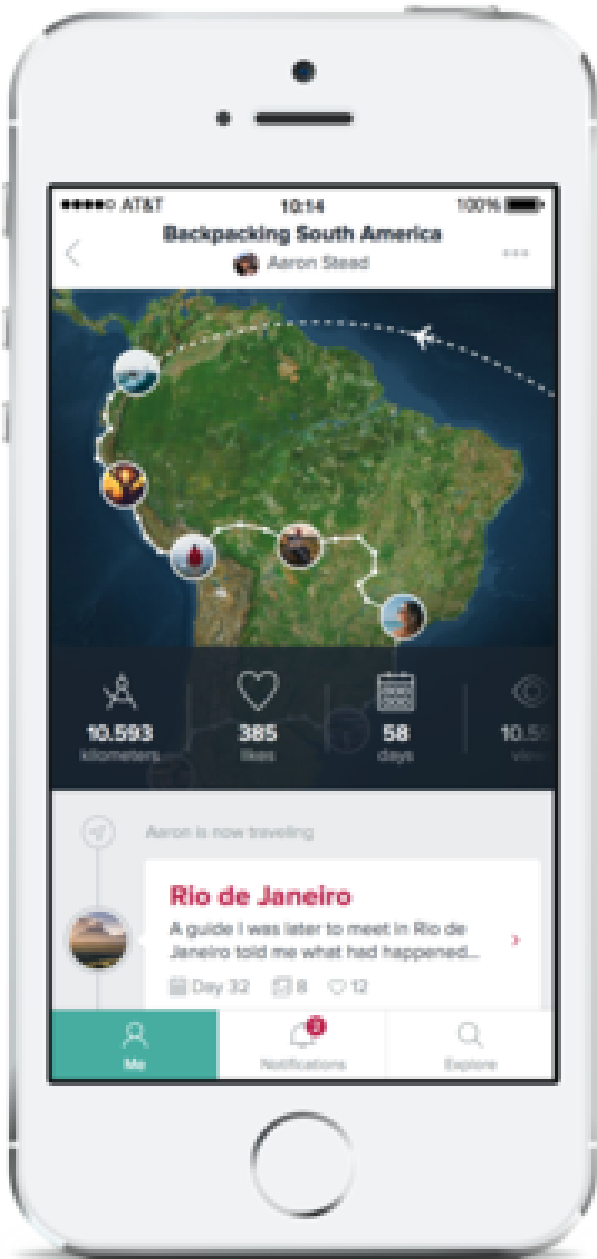 AT&T 10:14 100%
Backpacking South America
Aaron Stead
10.593 385 58
kilometers likes days
Aaron is now traveling
Rio de Janeiro
A guide I was later to meet in Rio de
Janeiro told me what had happened...
Day 32 8 12
Me Notifications Explore